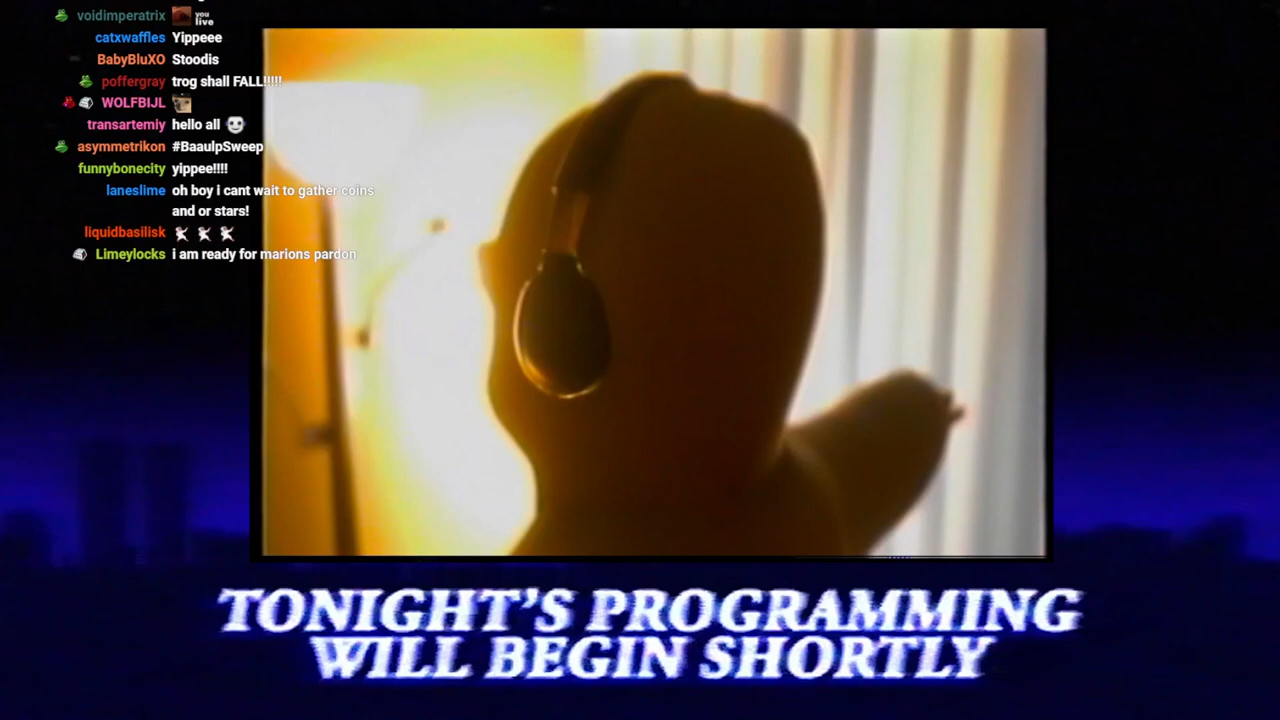 voidimperatrix you live
catxwaffles Yippeee
BabyBluXO Stoodis
poffergray trog shall FALL!!!!!
WOLFBIJL
transartemiy hello all
asymmetrikon #BaaulpSweep
funnybonecity yippee!!!!
laneslime oh boy i cant wait to gather coins
and or stars!
liquidbasilisk
Limeylocks i am ready for marions pardon
TONIGHT'S PROGRAMMING
WILL BEGIN SHORTLY